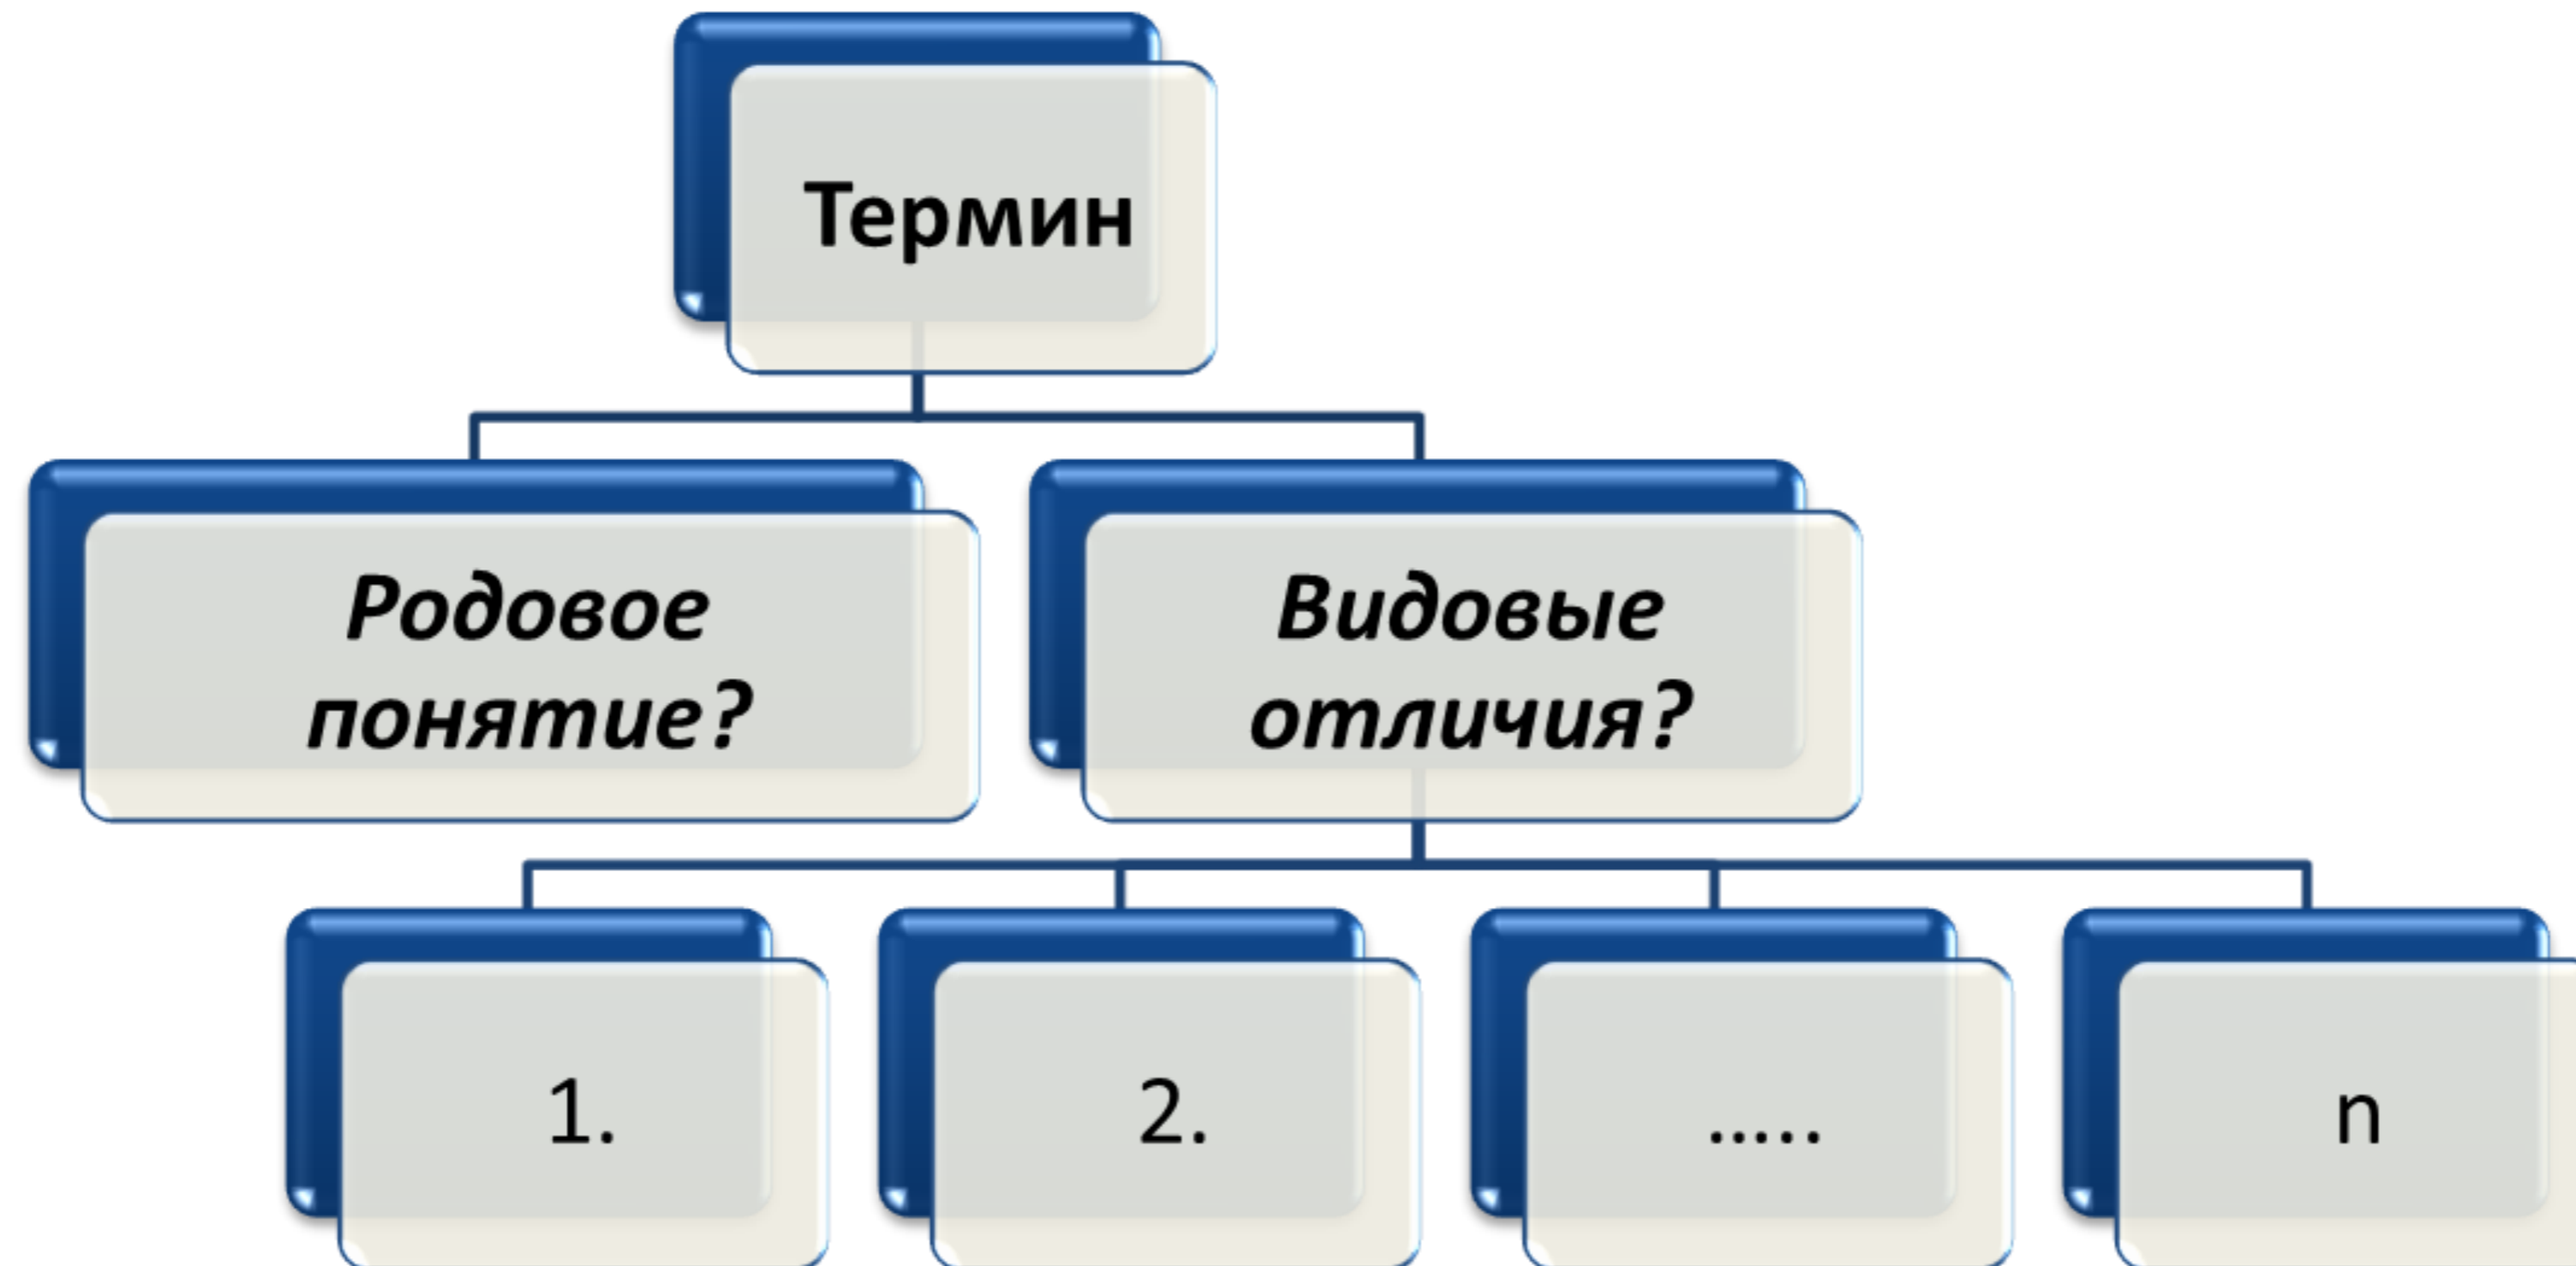 Термин
Родовое
понятие?
Видовые
отличия?
1.
2.
.....
n